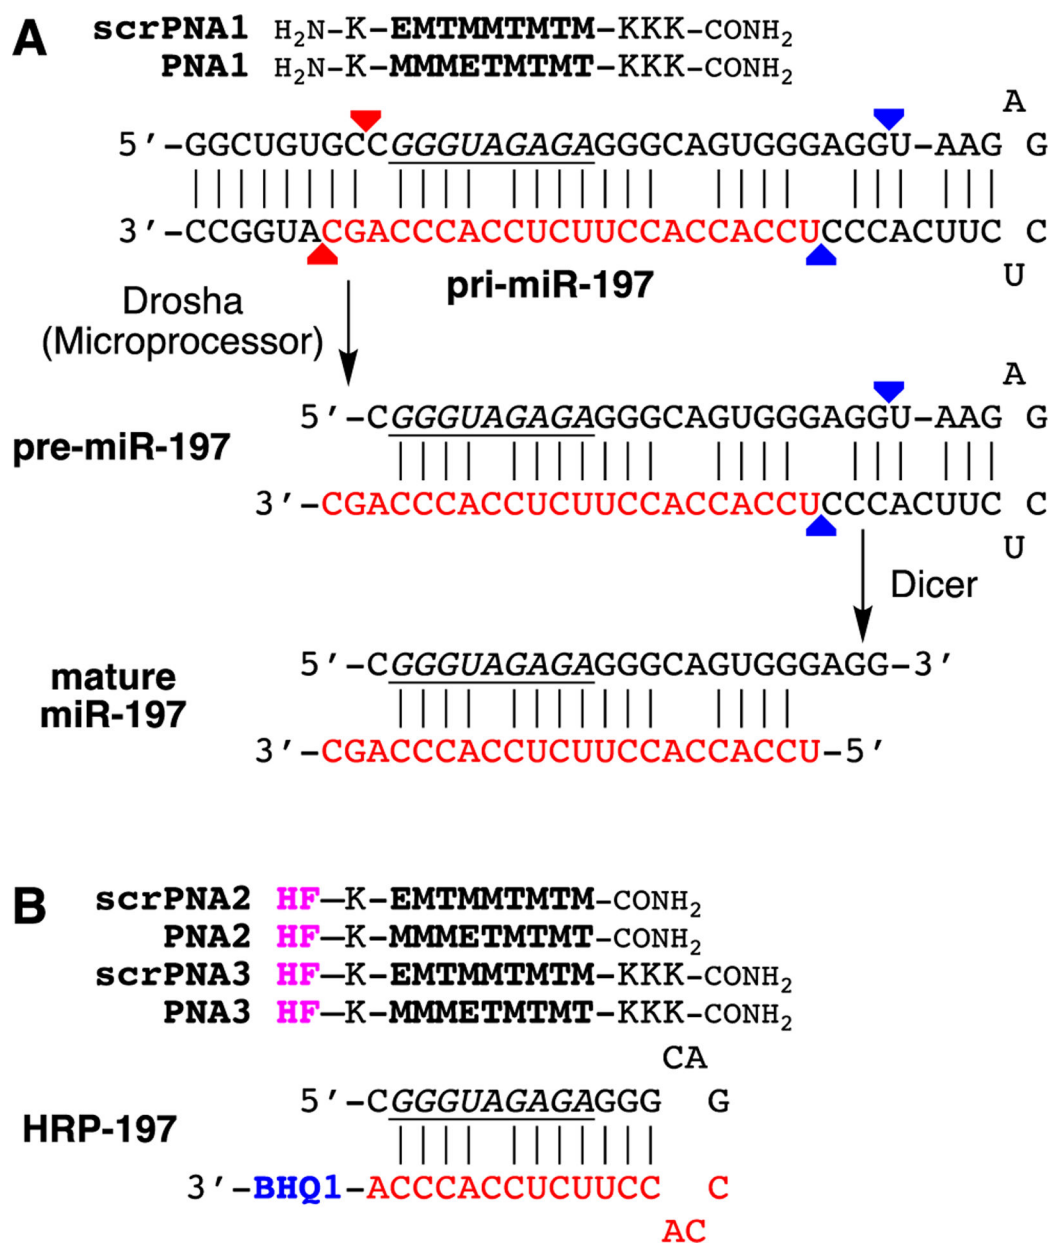 A
scrPNA1 H₂N-K-EMTMMTMTM-KKK-CONH₂
PNA1 H₂N-K-MMMETMTMT-KKK-CONH₂
A
5′-GGCUGUGCCGGGUAGAGAGGGCAGUGGGAGGU-AAG G
3′-CCGGUACGACCCACCUCUUCCACCACCUCCCACUUC C
U
pri-miR-197
Drosha
(Microprocessor)
A
5′-CGGGUAGAGAGGGCAGUGGGAGGU-AAG G
pre-miR-197
3′-CGACCCACCUCUUCCACCACCUCCCACUUC C
U
Dicer
5′-CGGGUAGAGAGGGCAGUGGGAGG-3′
mature
miR-197
3′-CGACCCACCUCUUCCACCACCU-5′
B
scrPNA2 HF-K-EMTMMTMTM-CONH₂
PNA2 HF-K-MMMETMTMT-CONH₂
scrPNA3 HF-K-EMTMMTMTM-KKK-CONH₂
PNA3 HF-K-MMMETMTMT-KKK-CONH₂
CA
5′-CGGGUAGAGAGGG G
HRP-197
3′-BHQ1-ACCCACCUCUUCC C
AC